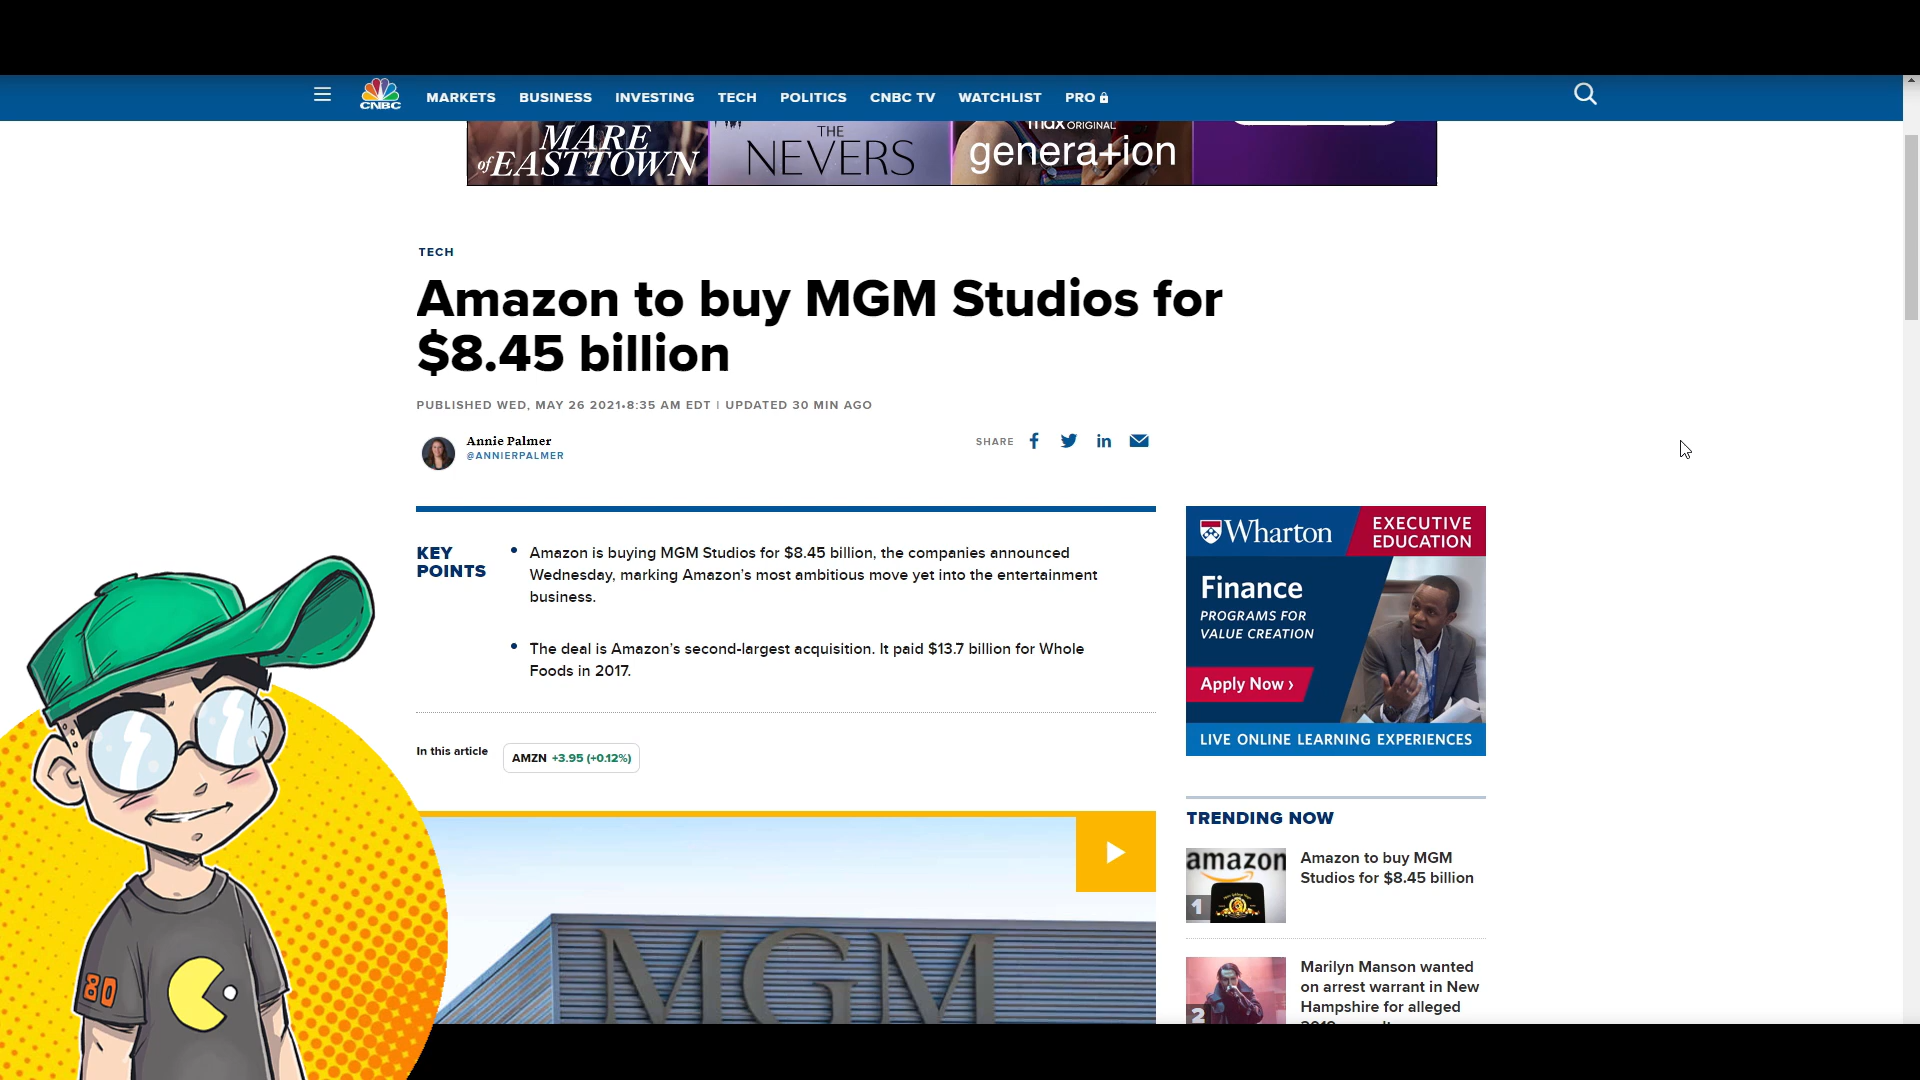 CNBC
MARKETS BUSINESS INVESTING TECH POLITICS CNBC TV WATCHLIST PRO
MARE
of EASTTOWN
THE
NEVERS
max ORIGINAL
genera+ion
TECH
Amazon to buy MGM Studios for
$8.45 billion
PUBLISHED WED, MAY 26 2021•8:35 AM EDT | UPDATED 30 MIN AGO
Annie Palmer
@ANNIERPALMER
SHARE
KEY
POINTS
• Amazon is buying MGM Studios for $8.45 billion, the companies announced
Wednesday, marking Amazon’s most ambitious move yet into the entertainment
business.
• The deal is Amazon’s second-largest acquisition. It paid $13.7 billion for Whole
Foods in 2017.
In this article
AMZN +3.95 (+0.12%)
MGM
Wharton
EXECUTIVE
EDUCATION
Finance
PROGRAMS FOR
VALUE CREATION
Apply Now ›
LIVE ONLINE LEARNING EXPERIENCES
TRENDING NOW
amazon
1
Amazon to buy MGM
Studios for $8.45 billion
2
Marilyn Manson wanted
on arrest warrant in New
Hampshire for alleged
80